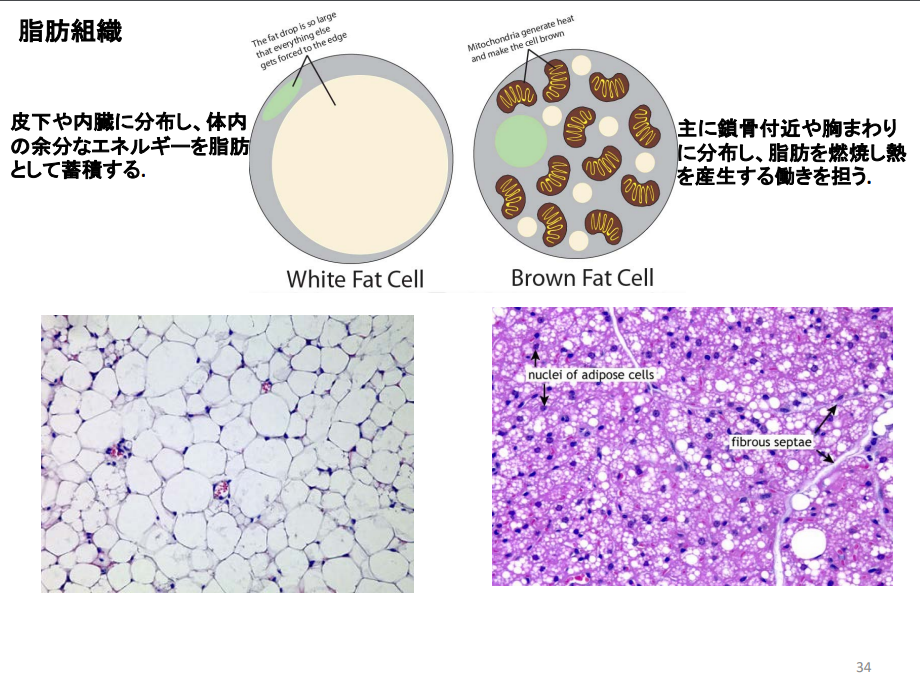 脂肪組織
The fat drop is so large
that everything else
gets forced to the edge
Mitochondria generate heat
and make the cell brown
皮下や内臓に分布し、体内
の余分なエネルギーを脂肪
として蓄積する.
主に鎖骨付近や胸まわり
に分布し、脂肪を燃焼し熱
を産生する働きを担う.
White Fat Cell
Brown Fat Cell
nuclei of adipose cells
fibrous septae
34